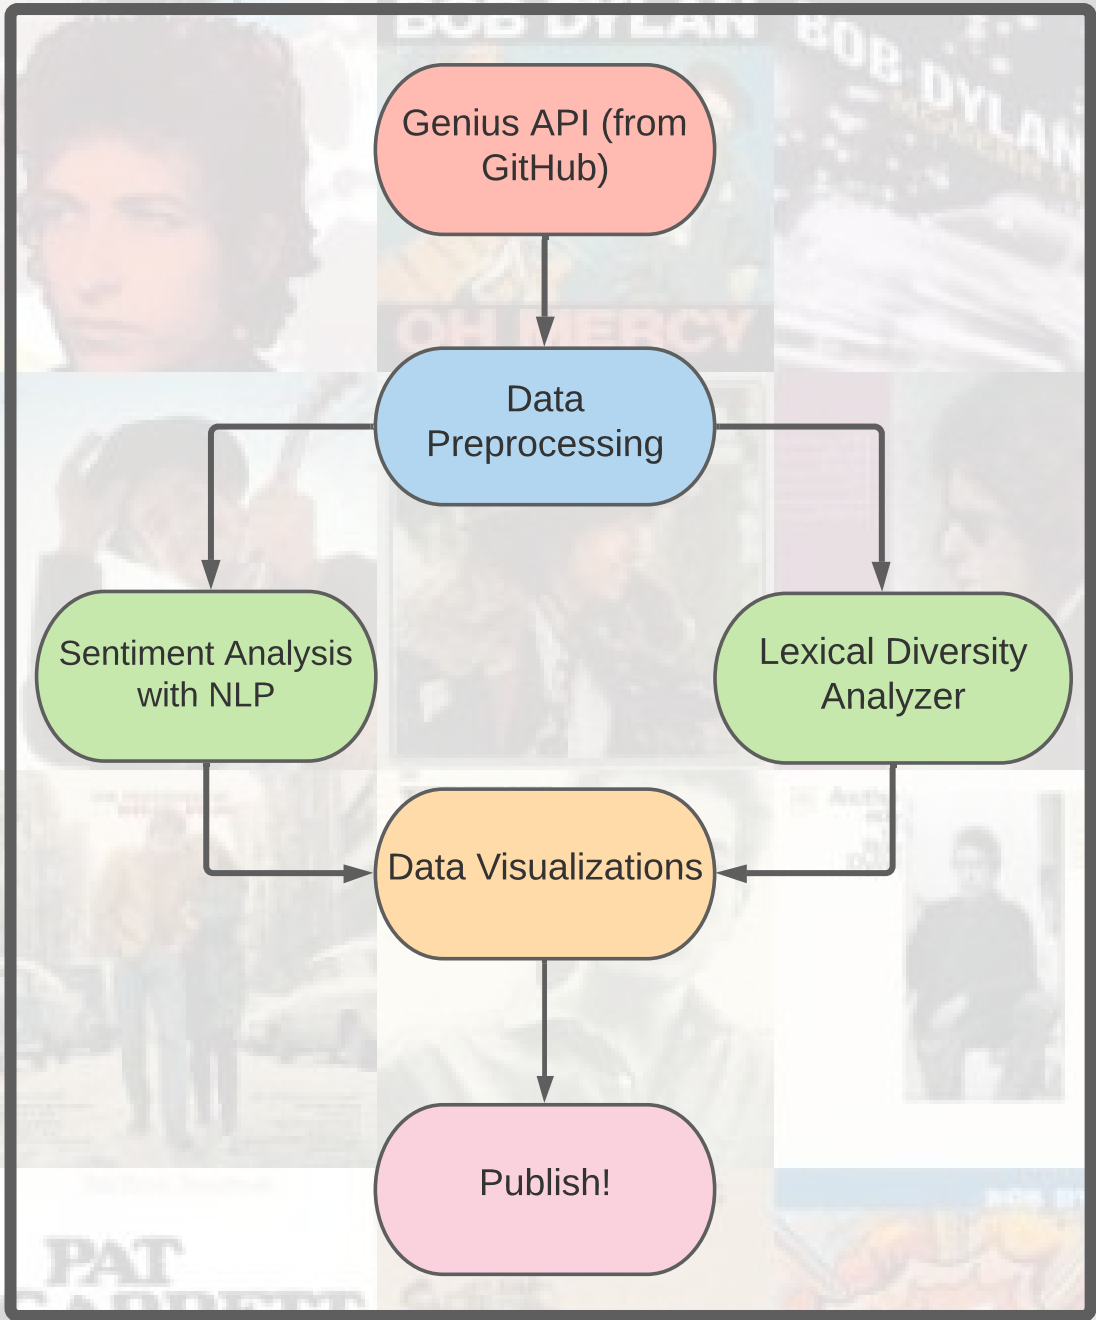 BOB DYLAN
BOB DYLAN
Genius API (from
GitHub)
OH MERCY
Data
Preprocessing
Sentiment Analysis
with NLP
Lexical Diversity
Analyzer
Data Visualizations
Publish!
PAT
GARRETT